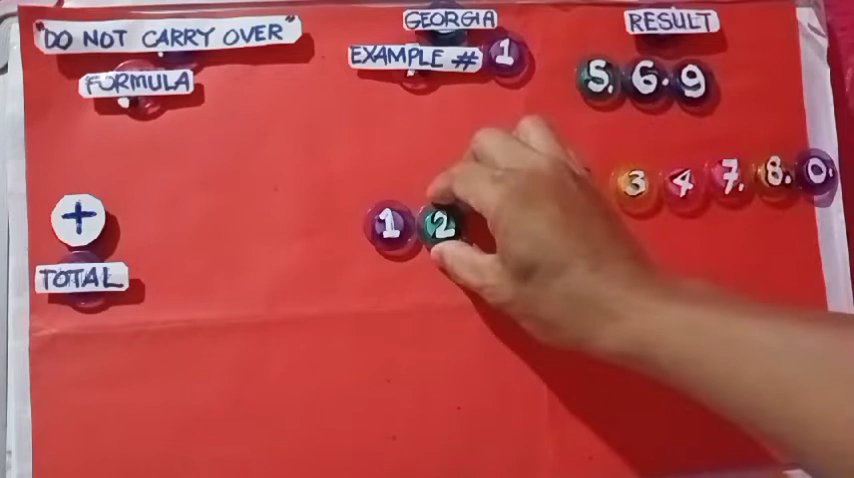 "DO NOT CARRY OVER"
GEORGIA
RESULT
FORMULA
EXAMPLE # 1
5. 6. 9
3 4 7. 8. 0.
+
1 2
TOTAL